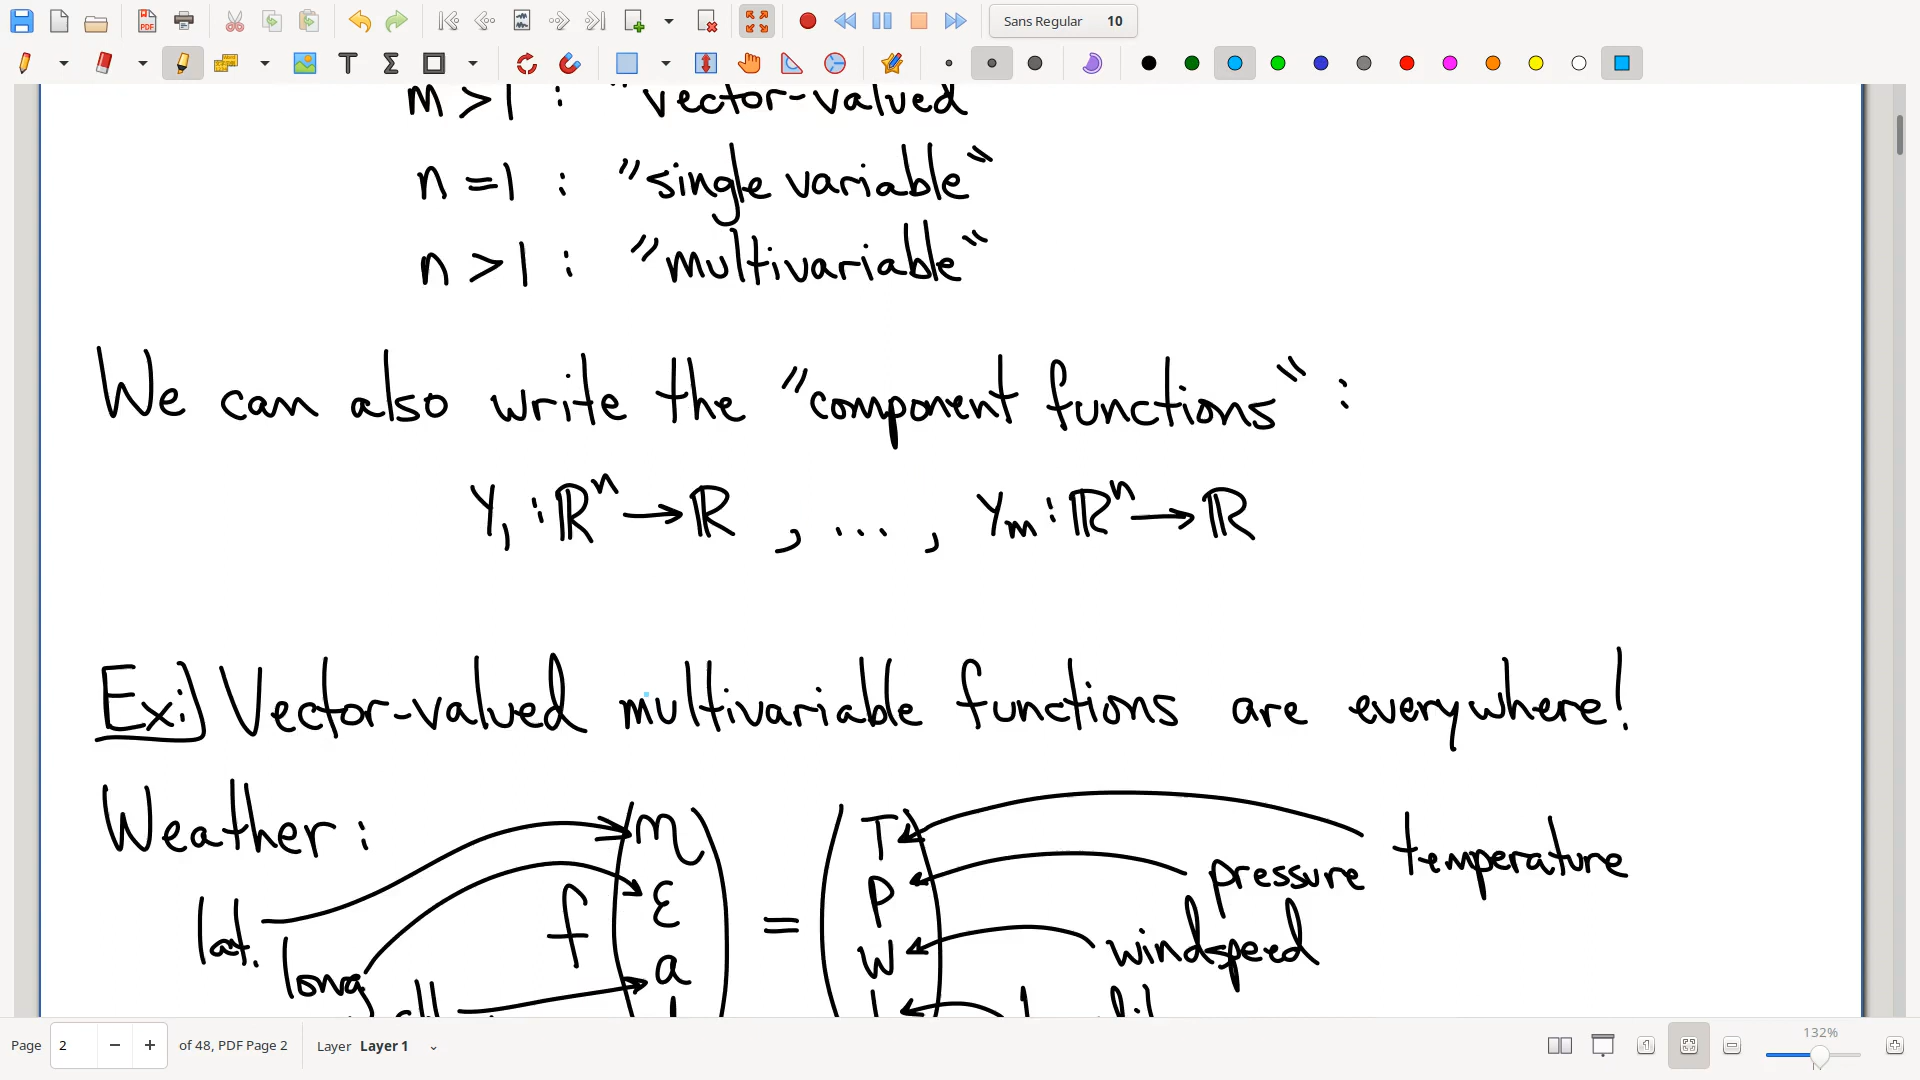 Sans Regular 10
m > 1 : "vector-valued
n = 1 : "single variable"
n > 1 : "multivariable"
We can also write the "component functions" :
Y₁ : ℝⁿ → ℝ , ... , Yₘ : ℝⁿ → ℝ
Ex:) Vector-valued multivariable functions are everywhere!
Weather:
lat.
long
f
m
ε
a
=
T
P
W
temperature
pressure
windspeed
Page 2 of 48, PDF Page 2 Layer Layer 1
132%